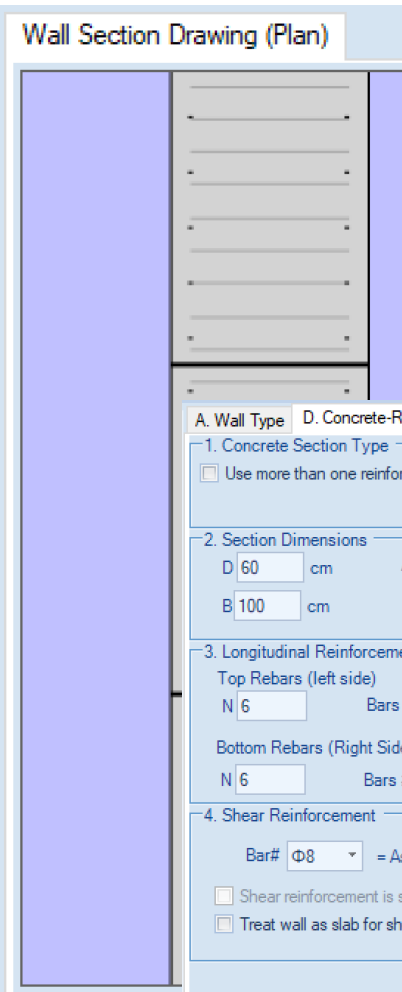 Wall Section Drawing (Plan)
A. Wall Type D. Concrete-R
1. Concrete Section Type
Use more than one reinfor
2. Section Dimensions
D 60 cm
B 100 cm
3. Longitudinal Reinforceme
Top Rebars (left side)
N 6 Bars
Bottom Rebars (Right Side
N 6 Bars
4. Shear Reinforcement
Bar# Φ8 = As
Shear reinforcement is s
Treat wall as slab for sh